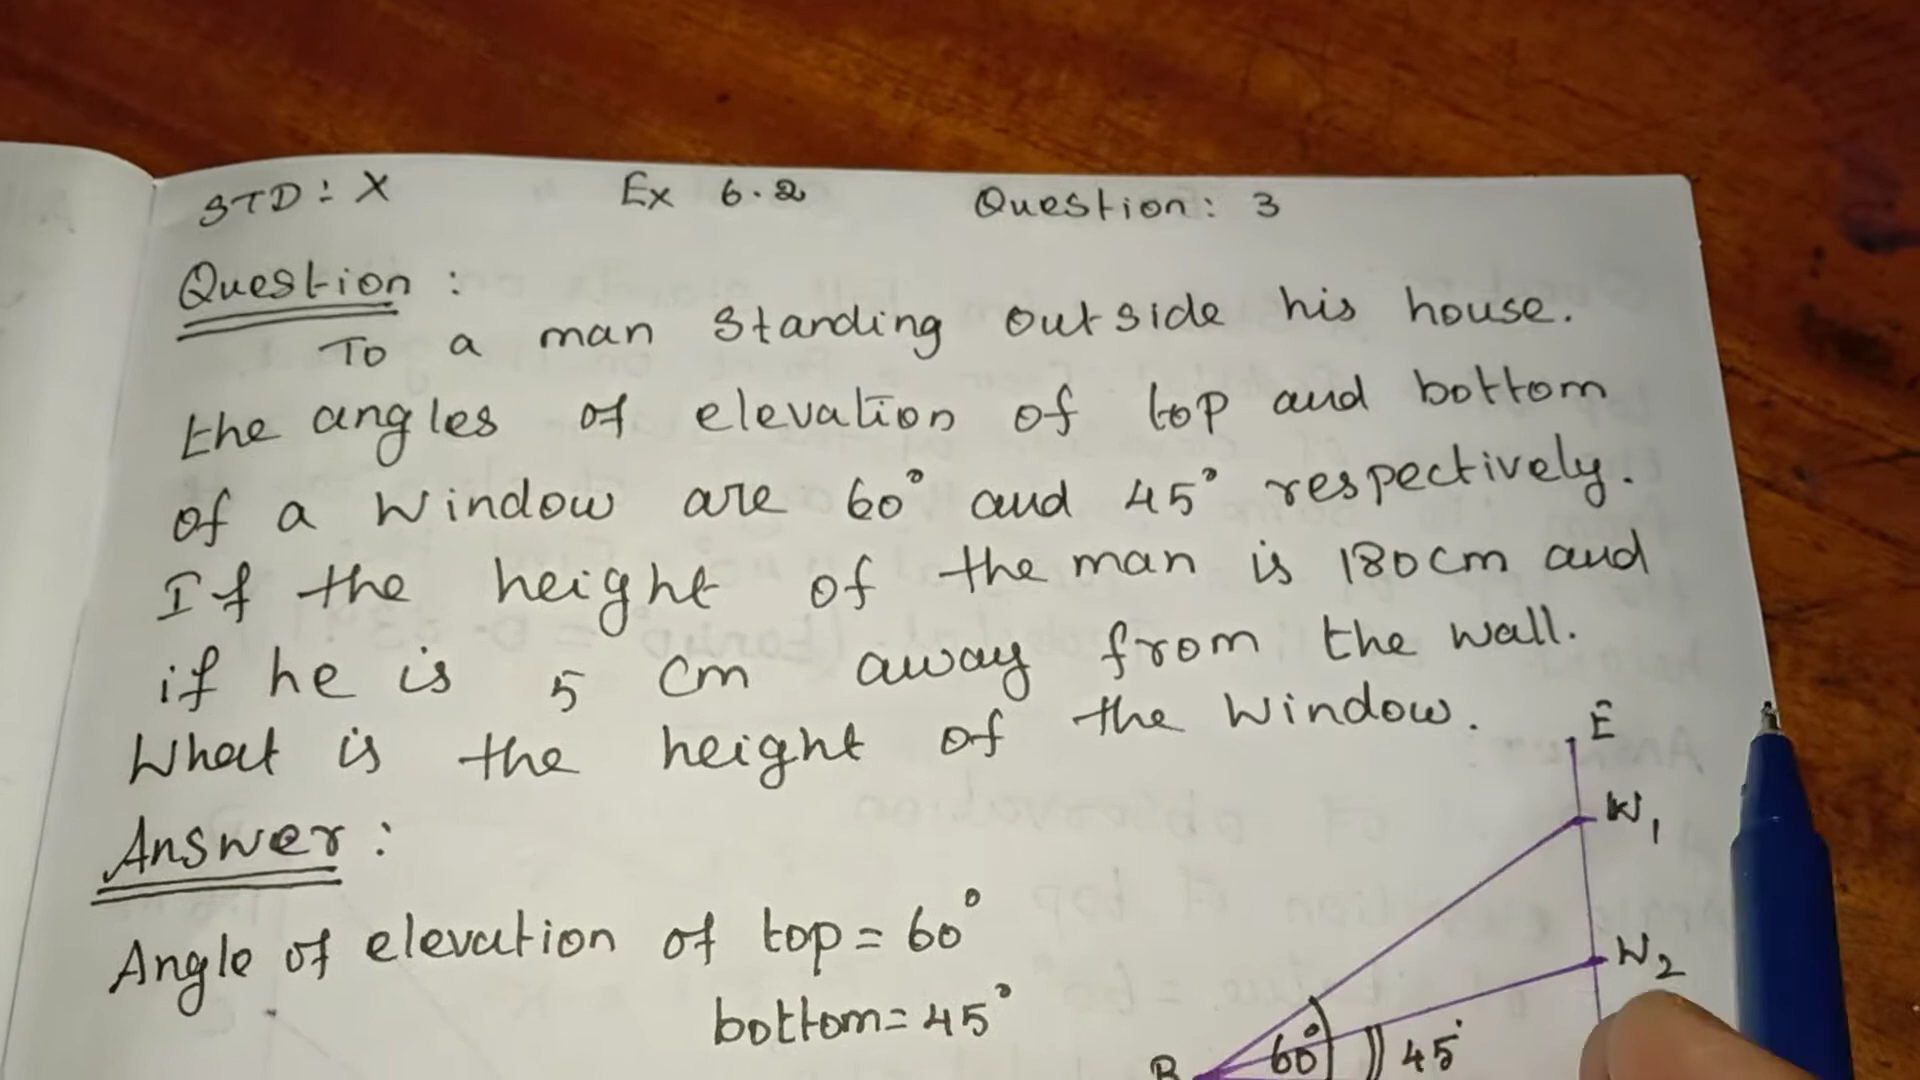 STD : X Ex 6.2 Question : 3
Question :
To a man standing outside his house.
the angles of elevation of top and bottom
of a window are 60° and 45° respectively.
If the height of the man is 180cm and
if he is 5 cm away from the wall.
What is the height of the window.
E
W1
Answer :
Angle of elevation of top = 60°
W2
bottom = 45°
B 60° 45°